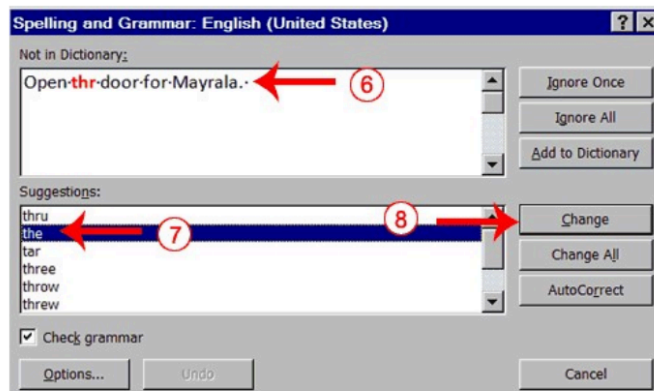 Spelling and Grammar: English (United States)
Not in Dictionary:
Open·thr·door·for·Mayrala.·
6
Ignore Once
Ignore All
Add to Dictionary
Suggestions:
thru
the
tar
three
throw
threw
7
8
Change
Change All
AutoCorrect
Check grammar
Options...
Undo
Cancel